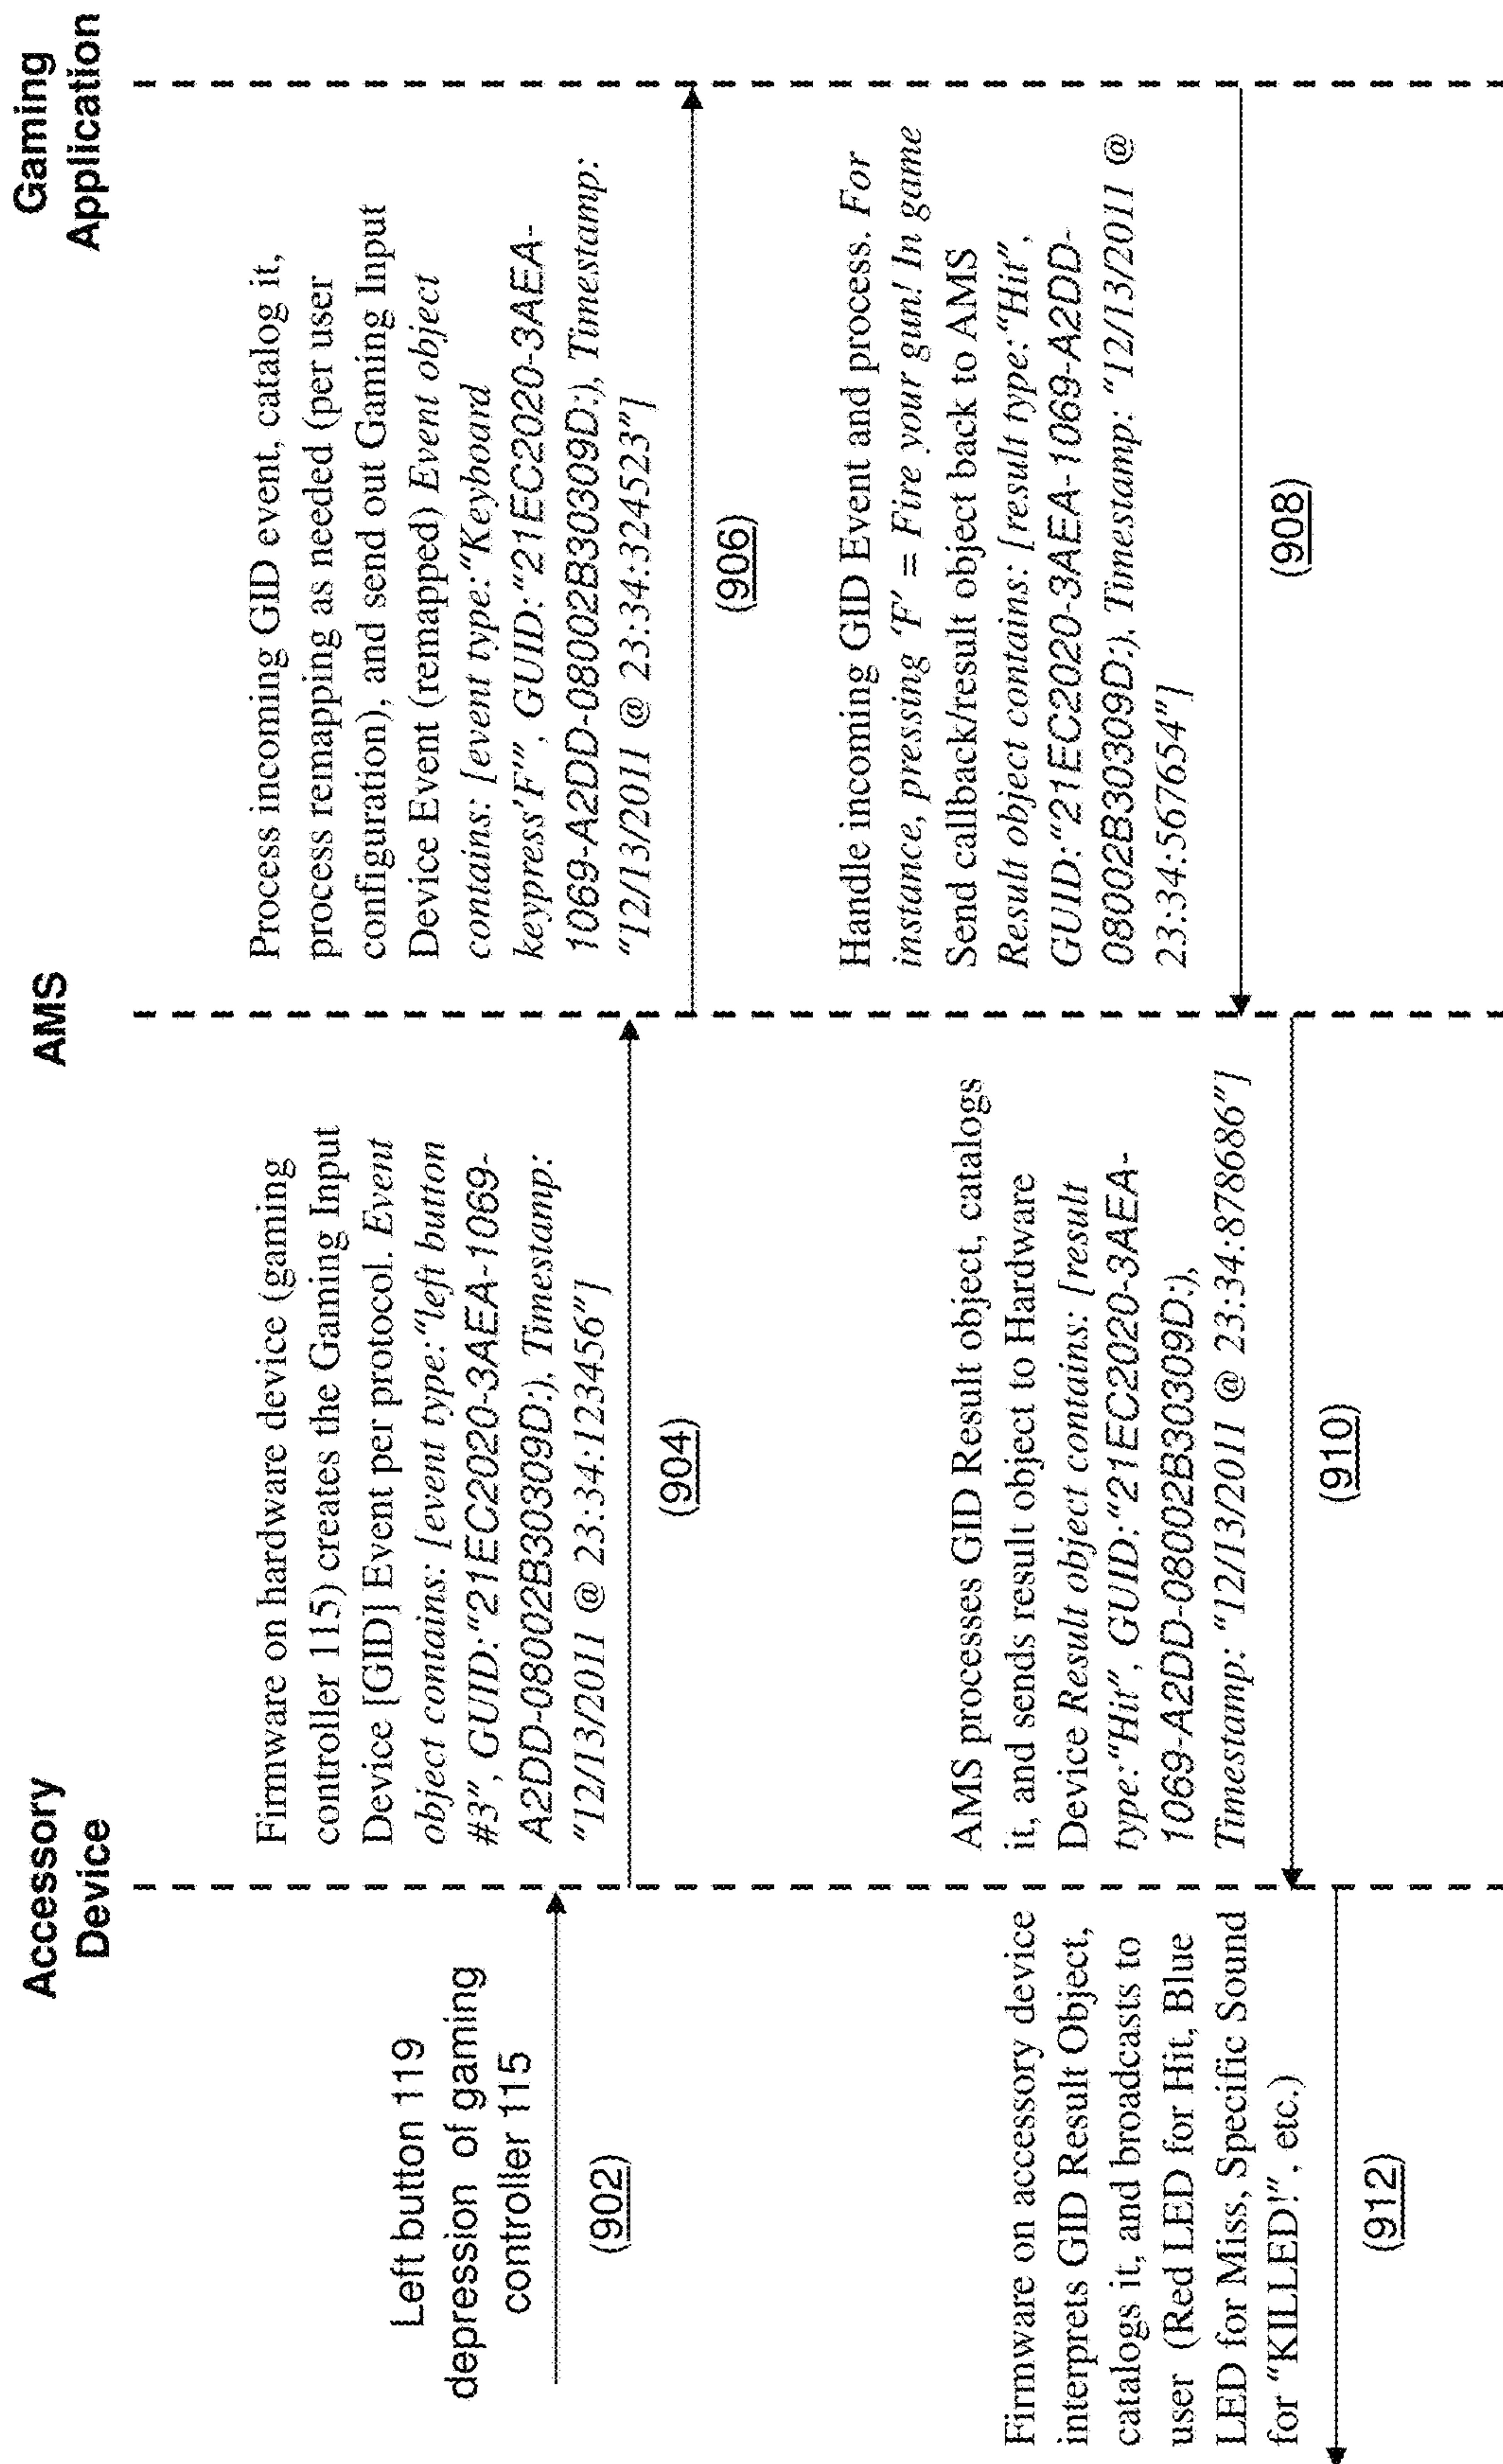 Accessory
Device
AMS
Gaming
Application
Left button 119
depression of gaming
controller 115
(902)
Firmware on hardware device (gaming
controller 115) creates the Gaming Input
Device [GID] Event per protocol. Event
object contains: [event type:“left button
#3”, GUID:“21EC2020-3AEA-1069-
A2DD-08002B30309D:), Timestamp:
“12/13/2011 @ 23:34:123456”]
(904)
Process incoming GID event, catalog it,
process remapping as needed (per user
configuration), and send out Gaming Input
Device Event (remapped) Event object
contains: [event type:“Keyboard
keypress‘F’”, GUID:“21EC2020-3AEA-
1069-A2DD-08002B30309D:), Timestamp:
“12/13/2011 @ 23:34:324523”]
(906)
Handle incoming GID Event and process. For
instance, pressing ‘F’ = Fire your gun! In game
Send callback/result object back to AMS
Result object contains: [result type:“Hit”,
GUID:“21EC2020-3AEA-1069-A2DD-
08002B30309D:), Timestamp: “12/13/2011 @
23:34:567654”]
(908)
AMS processes GID Result object, catalogs
it, and sends result object to Hardware
Device Result object contains: [result
type:“Hit”, GUID:“21EC2020-3AEA-
1069-A2DD-08002B30309D:),
Timestamp: “12/13/2011 @ 23:34:878686”]
(910)
Firmware on accessory device
interprets GID Result Object,
catalogs it, and broadcasts to
user (Red LED for Hit, Blue
LED for Miss, Specific Sound
for “KILLED!”, etc.)
(912)